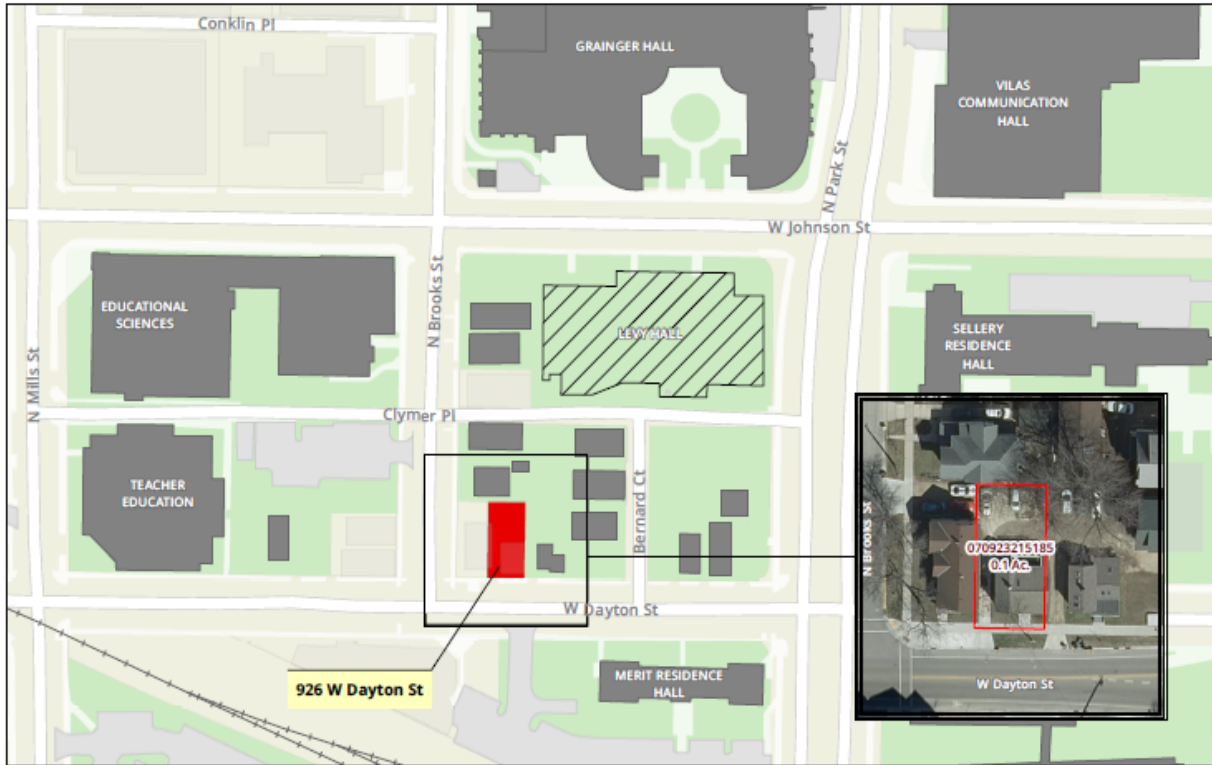 Conklin Pl
GRAINGER HALL
VILAS
COMMUNICATION
HALL
N Park St
W Johnson St
EDUCATIONAL
SCIENCES
N Brooks St
LEVY HALL
SELLERY
RESIDENCE
HALL
N Mills St
Clymer Pl
TEACHER
EDUCATION
Bernard Ct
N Brooks St
070923215185
0.1 Ac.
W Dayton St
926 W Dayton St
MERIT RESIDENCE
HALL
W Dayton St